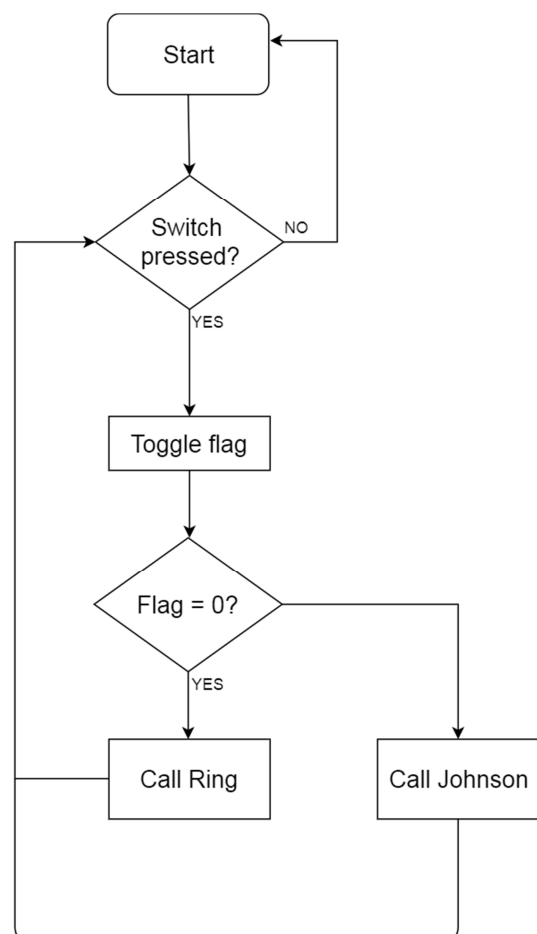 Start
Switch
pressed?
NO
YES
Toggle flag
Flag = 0?
YES
Call Ring
Call Johnson